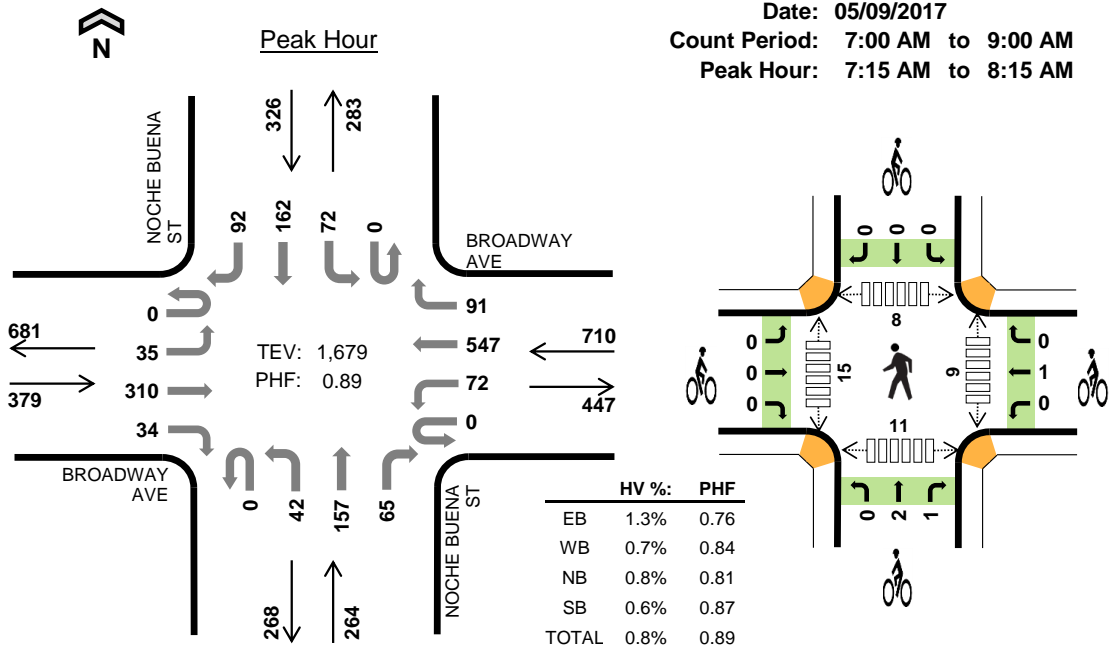 N
Peak Hour
Date: 05/09/2017
Count Period: 7:00 AM to 9:00 AM
Peak Hour: 7:15 AM to 8:15 AM
326
283
NOCHE BUENA
ST
92
162
72
0
BROADWAY
AVE
0
35
310
34
681
379
TEV: 1,679
PHF: 0.89
91
547
72
0
710
447
BROADWAY
AVE
0
42
157
65
NOCHE BUENA
ST
268
264
HV %: PHF
EB 1.3% 0.76
WB 0.7% 0.84
NB 0.8% 0.81
SB 0.6% 0.87
TOTAL 0.8% 0.89
0 0 0
8
0
0
0
15
9
0
1
0
11
0 2 1